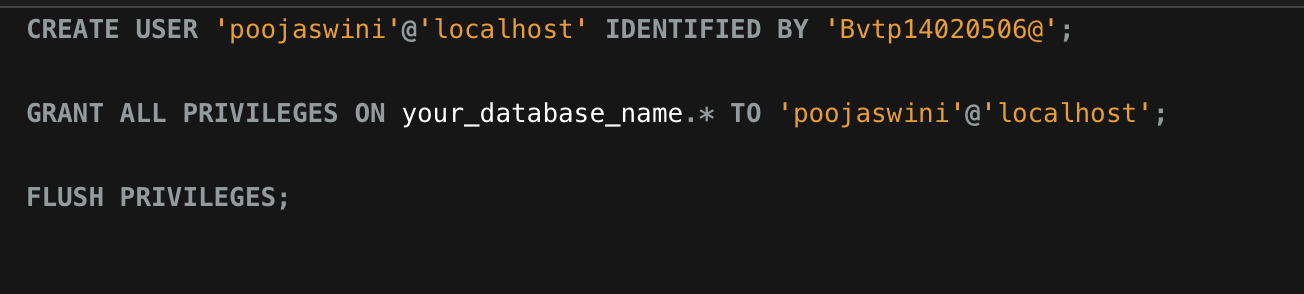 CREATE USER 'poojaswini'@'localhost' IDENTIFIED BY 'Bvtp14020506@';
GRANT ALL PRIVILEGES ON your_database_name.* TO 'poojaswini'@'localhost';
FLUSH PRIVILEGES;